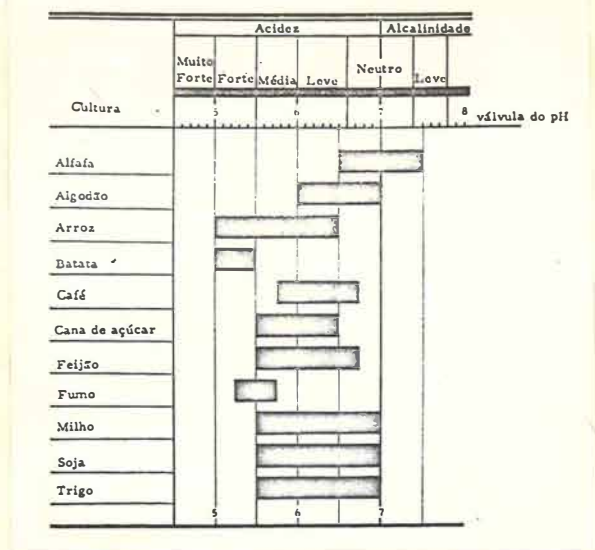 Acidez Alcalinidade
Muito
Forte Forte Média Leve Neutro Leve
Cultura
5 6 7 8 válvula do pH
Alfafa
Algodão
Arroz
Batata
Café
Cana de açúcar
Feijão
Fumo
Milho
Soja
Trigo
5 6 7